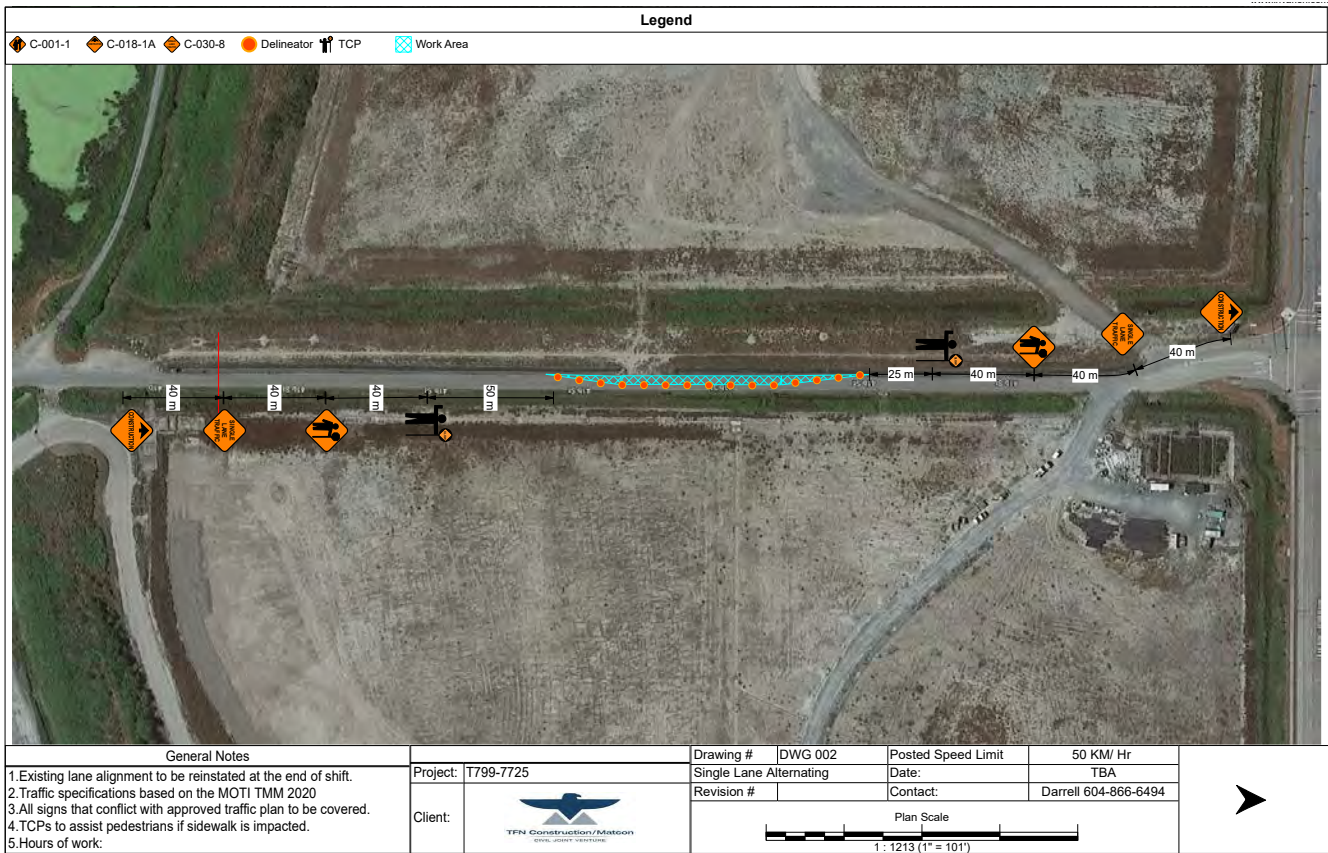 Legend
C-001-1 C-018-1A C-030-8 Delineator TCP Work Area
CONSTRUCTION
SINGLE
LANE
TRAFFIC
40 m
25 m
40 m
40 m
40 m
40 m
40 m
50 m
CONSTRUCTION
SINGLE
LANE
TRAFFIC
General Notes
1.Existing lane alignment to be reinstated at the end of shift.
2.Traffic specifications based on the MOTI TMM 2020
3.All signs that conflict with approved traffic plan to be covered.
4.TCPs to assist pedestrians if sidewalk is impacted.
5.Hours of work:
Project: T799-7725
Client:
TFN Construction/Matcon
CIVIL JOINT VENTURE
Drawing # DWG 002 Posted Speed Limit 50 KM/ Hr
Single Lane Alternating Date: TBA
Revision # Contact: Darrell 604-866-6494
Plan Scale
1 : 1213 (1" = 101')